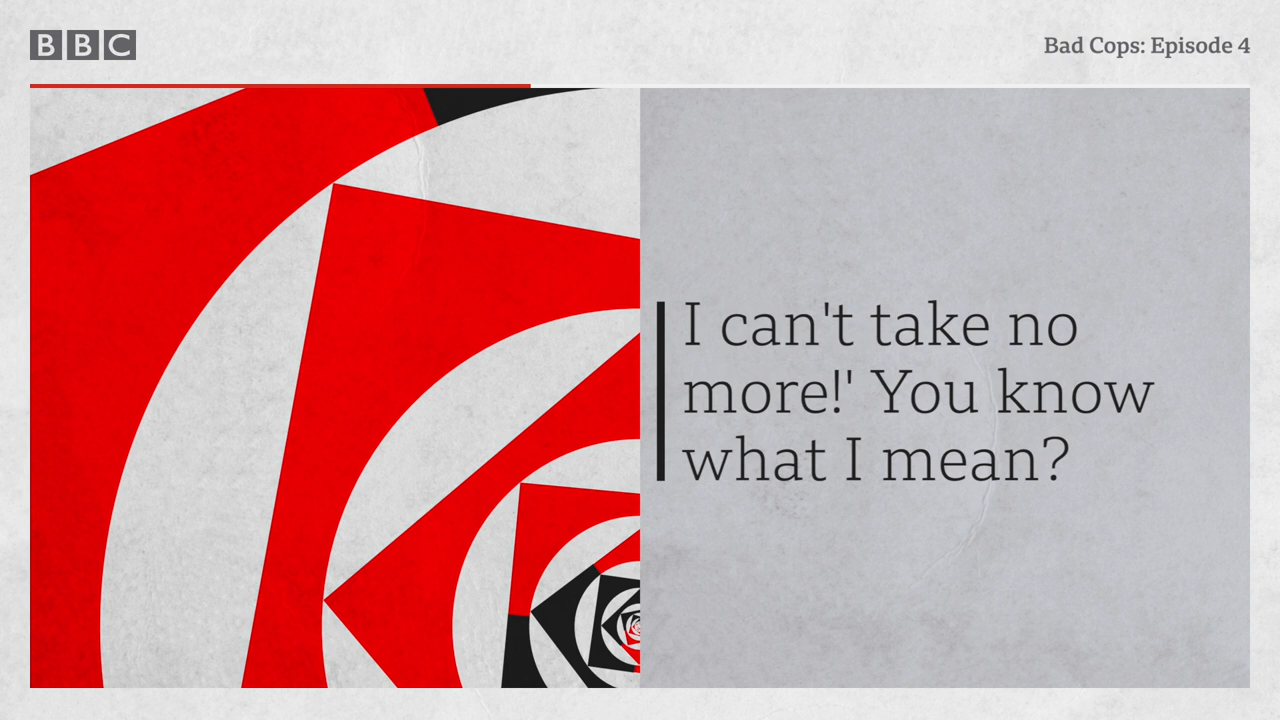 BBC
Bad Cops: Episode 4
I can't take no
more!' You know
what I mean?